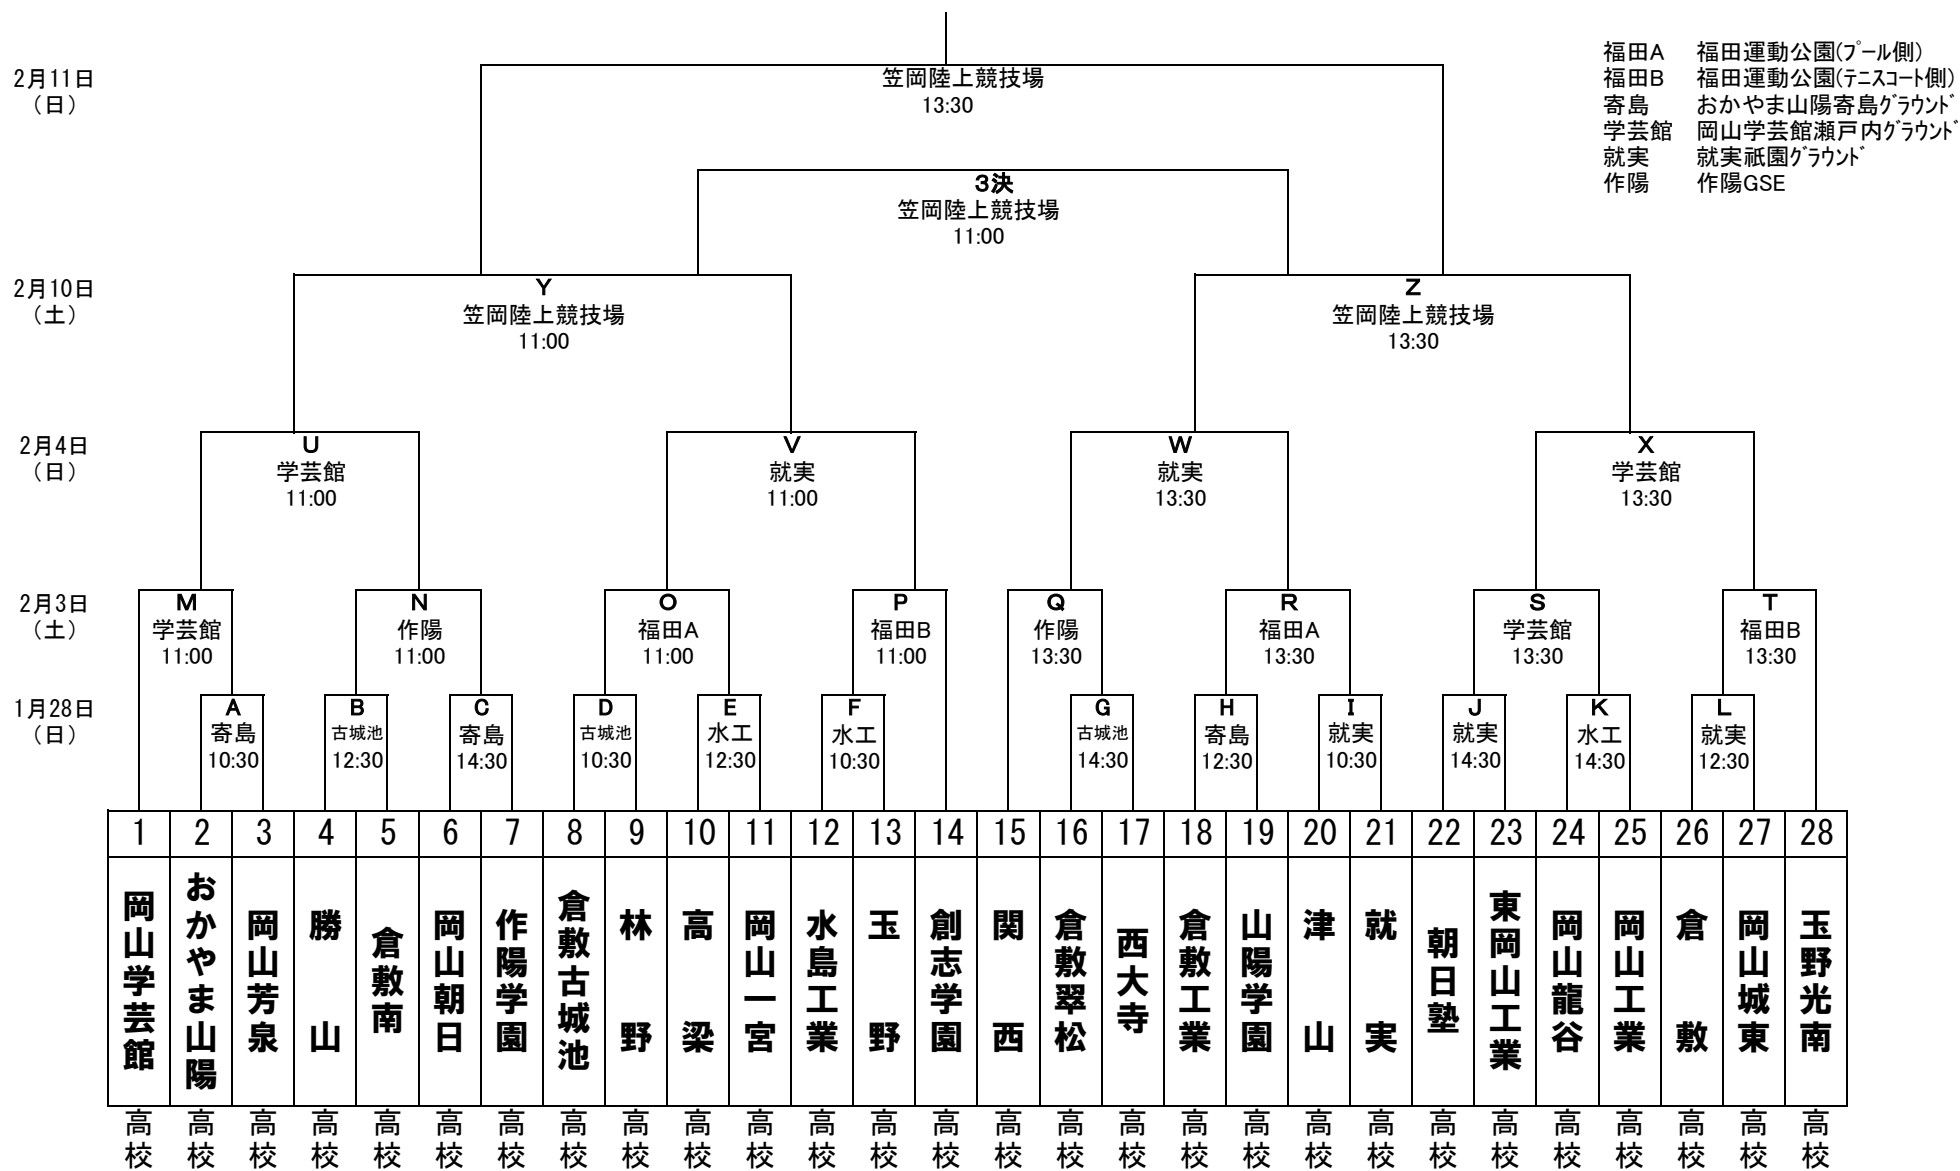 福田A 福田運動公園(プール側)
福田B 福田運動公園(テニスコート側)
寄島 おかやま山陽寄島グラウンド
学芸館 岡山学芸館瀬戸内グラウンド
就実 就実祇園グラウンド
作陽 作陽GSE
2月11日
（日）
笠岡陸上競技場
13:30
3決
笠岡陸上競技場
11:00
2月10日
（土）
Y
笠岡陸上競技場
11:00
Z
笠岡陸上競技場
13:30
2月4日
（日）
U
学芸館
11:00
V
就実
11:00
W
就実
13:30
X
学芸館
13:30
2月3日
（土）
M
学芸館
11:00
N
作陽
11:00
O
福田A
11:00
P
福田B
11:00
Q
作陽
13:30
R
福田A
13:30
S
学芸館
13:30
T
福田B
13:30
1月28日
（日）
A
寄島
10:30
B
古城池
12:30
C
寄島
14:30
D
古城池
10:30
E
水工
12:30
F
水工
10:30
G
古城池
14:30
H
寄島
12:30
I
就実
10:30
J
就実
14:30
K
水工
14:30
L
就実
12:30
1 2 3 4 5 6 7 8 9 10 11 12 13 14 15 16 17 18 19 20 21 22 23 24 25 26 27 28
岡山学芸館高校
おかやま山陽高校
岡山芳泉高校
勝山高校
倉敷南高校
岡山朝日高校
作陽学園高校
倉敷古城池高校
林野高校
高梁高校
岡山一宮高校
水島工業高校
玉野高校
創志学園高校
関西高校
倉敷翠松高校
西大寺高校
倉敷工業高校
山陽学園高校
津山高校
就実高校
朝日塾高校
東岡山工業高校
岡山龍谷高校
岡山工業高校
倉敷高校
岡山城東高校
玉野光南高校